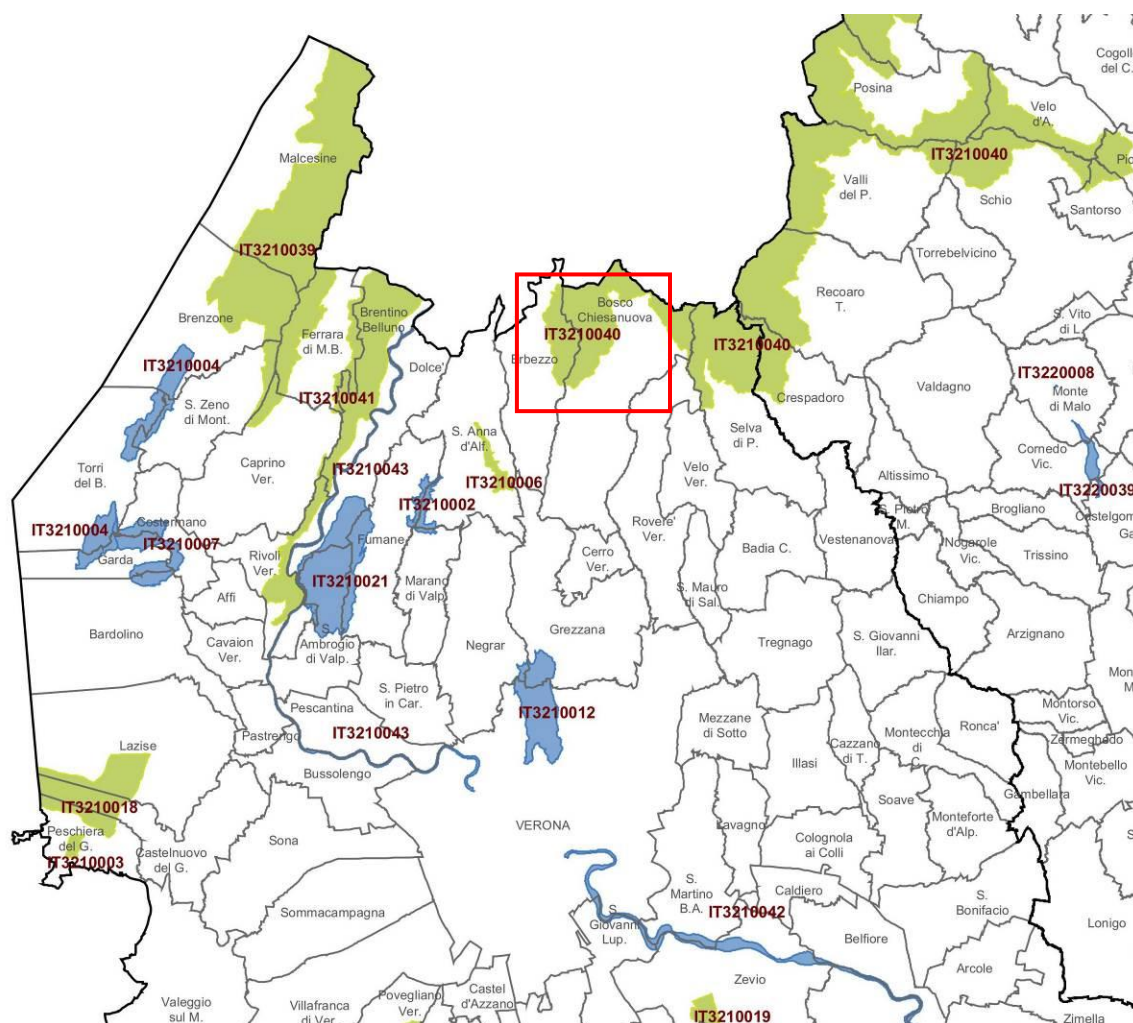 Cogollo
del C.
Posina
Velo
d'A.
Malcesine
IT3210040
Valli
del P.
Schio
Santorso
IT3210039
Torrebelvicino
Recoaro
T.
Brenzone
Ferrara
di M.B.
Brentino
Belluno
Bosco
Chiesanuova
S. Vito
di L.
IT3210040
Erbezzo
IT3210040
Dolce'
IT3210004
IT3220008
Monte
di Malo
Valdagno
Crespadoro
S. Zeno
di Mont.
IT3210041
Selva
di P.
S. Anna
d'Alf.
Cornedo
Vic.
Torri
del B.
Caprino
Ver.
IT3210043
Velo
Ver.
Altissimo
IT3210006
IT3220039
IT3210002
Brogliano
S. Pietro
M.
Rovere'
Ver.
IT3210004
Costermano
IT3210007
Garda
Rivoli
Ver.
Fumane
Cerro
Ver.
Badia C.
Vestenanova
Nogarole
Vic.
Trissino
IT3210021
Marano
di Valp.
S. Mauro
di Sal.
Chiampo
Affi
Bardolino
Cavaion
Ver.
S.
Ambrogio
di Valp.
Negrar
Grezzana
Tregnago
S. Giovanni
Ilar.
Arzignano
S. Pietro
in Car.
Pescantina
IT3210012
IT3210043
Pastrengo
Mezzane
di Sotto
Montecchia
di C.
Ronca'
Montorso
Vic.
Zermeghedo
Lazise
Bussolengo
Cazzano
di T.
Illasi
Montebello
Vic.
Gambellara
IT3210018
Soave
Monteforte
d'Alp.
VERONA
Lavagno
Peschiera
del G.
IT3210003
Castelnuovo
del G.
Sona
Colognola
ai Colli
S.
Martino
B.A.
Caldiero
S.
Bonifacio
Sommacampagna
IT3210042
Lonigo
S.
Giovanni
Lup.
Belfiore
Arcole
Zevio
Valeggio
sul M.
Villafranca
di Ver.
Povegliano
Ver.
Castel
d'Azzano
IT3210019
Zimella